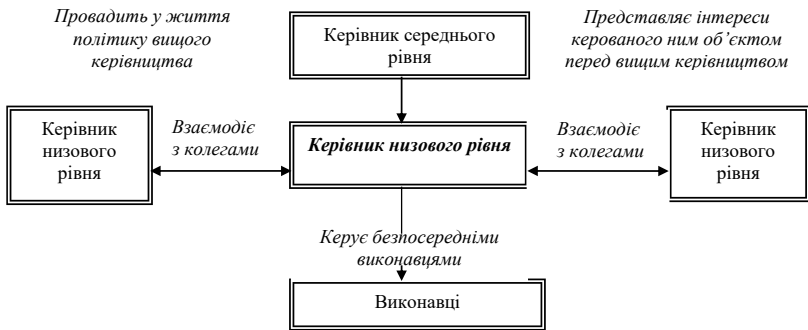 Провадить у життя
політику вищого
керівництва
Керівник середнього
рівня
Представляє інтереси
керованого ним об’єктом
перед вищим керівництвом
Керівник
низового
рівня
Взаємодіє
з колегами
Керівник низового рівня
Взаємодіє
з колегами
Керівник
низового
рівня
Керує безпосередніми
виконавцями
Виконавці